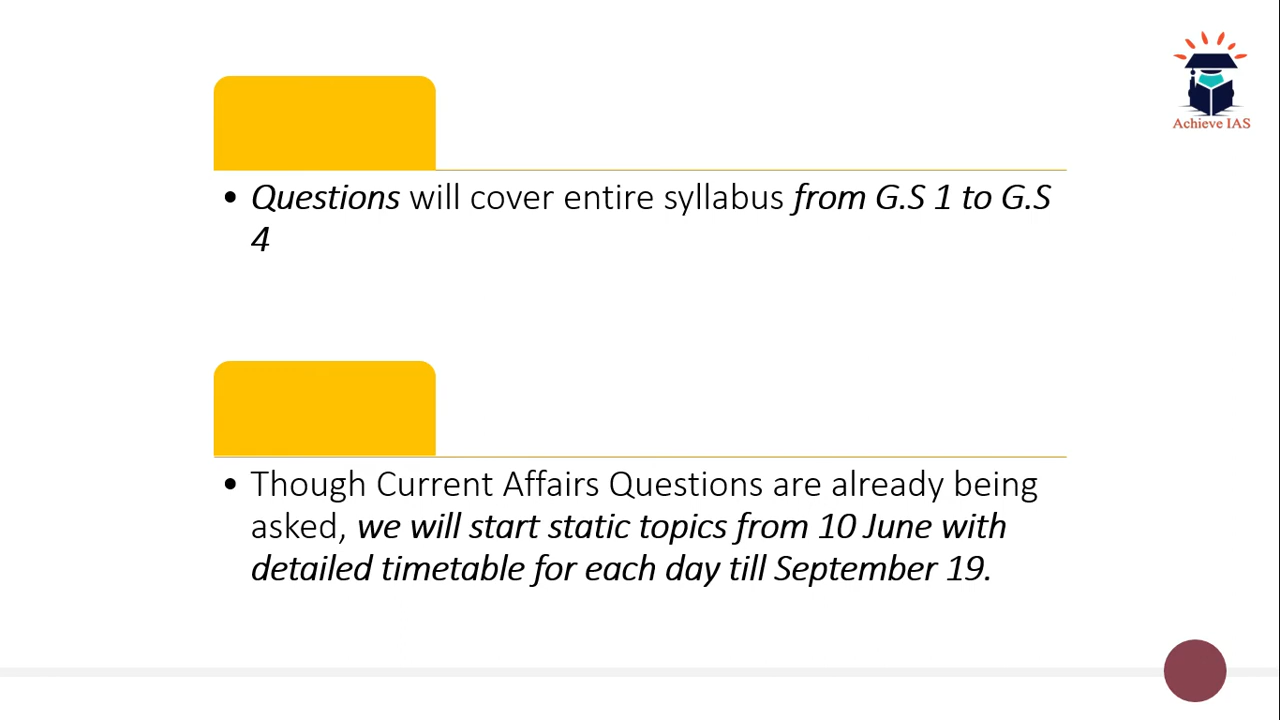 Achieve IAS
• Questions will cover entire syllabus from G.S 1 to G.S
4
• Though Current Affairs Questions are already being
asked, we will start static topics from 10 June with
detailed timetable for each day till September 19.